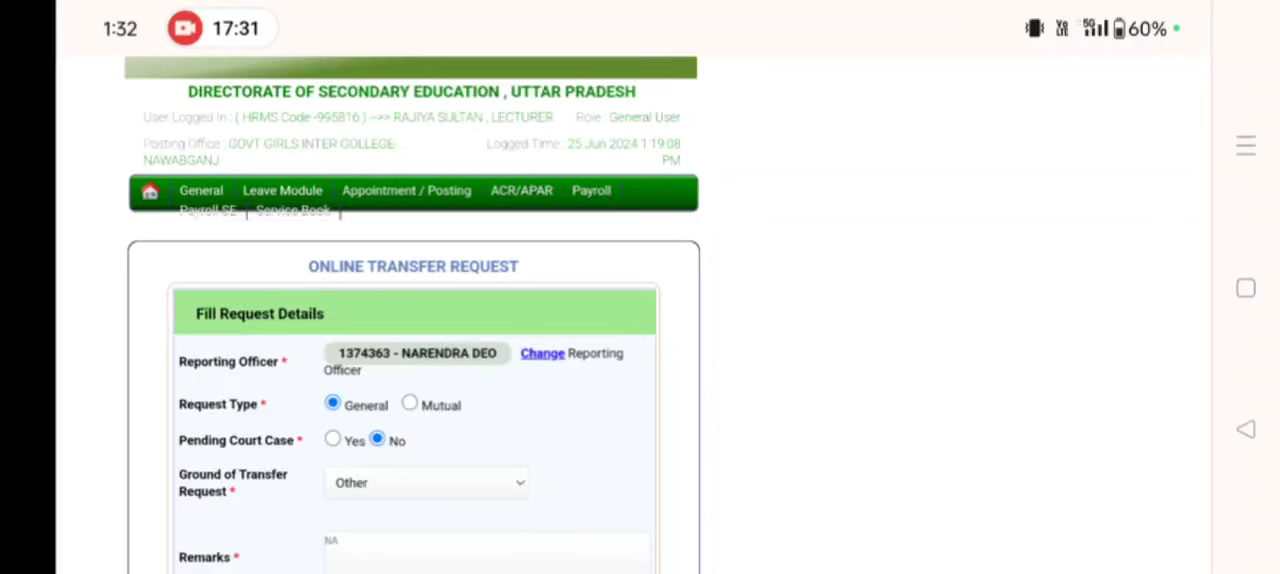 1:32 17:31 Vo LTE 5G 60%
DIRECTORATE OF SECONDARY EDUCATION , UTTAR PRADESH
User Logged In : ( HRMS Code -995816 ) -->> RAJIYA SULTAN , LECTURER Role : General User
Posting Office : GOVT GIRLS INTER COLLEGE- Logged Time : 25 Jun 2024 1 19:08
NAWABGANJ PM
General Leave Module Appointment / Posting ACR/APAR Payroll
Payroll SE Service Book
ONLINE TRANSFER REQUEST
Fill Request Details
Reporting Officer * 1374363 - NARENDRA DEO Change Reporting
Officer
Request Type * General Mutual
Pending Court Case * Yes No
Ground of Transfer
Request * Other
NA
Remarks *